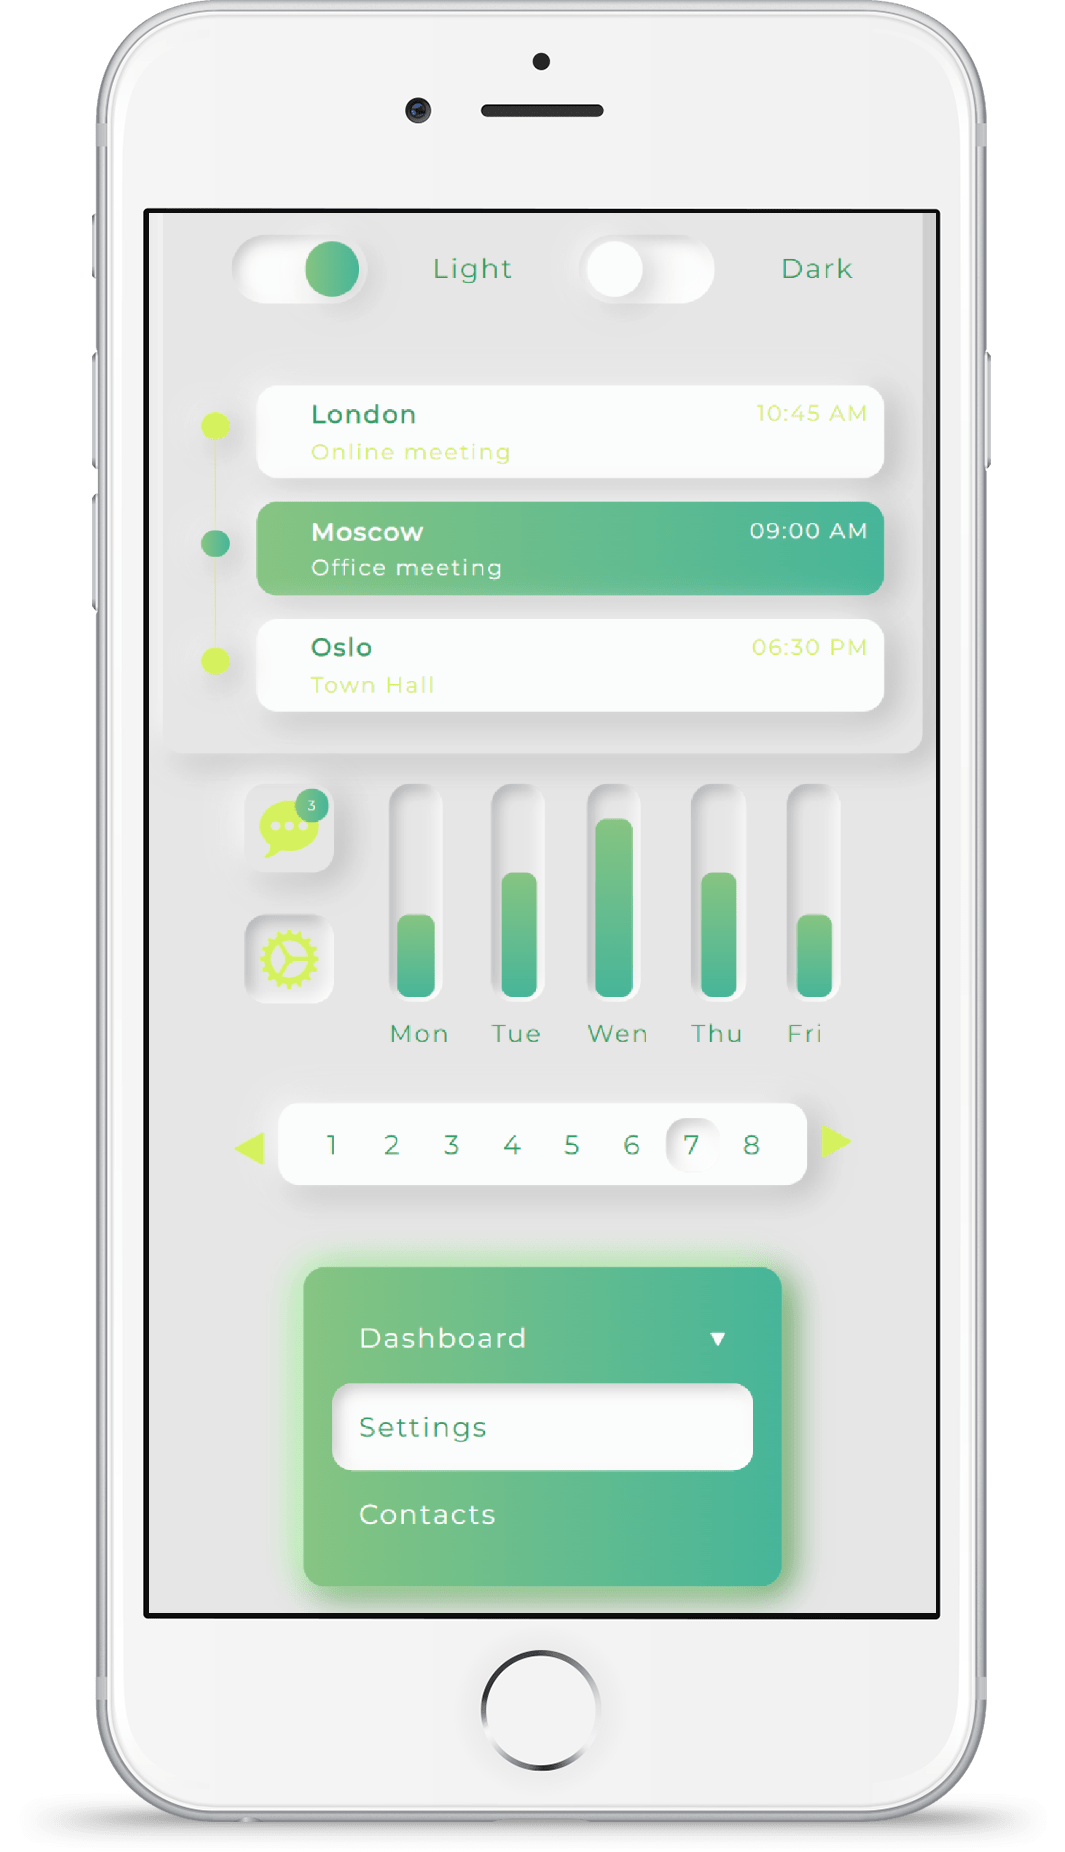 Light Dark
London 10:45 AM
Online meeting
Moscow 09:00 AM
Office meeting
Oslo 06:30 PM
Town Hall
3
Mon Tue Wen Thu Fri
1 2 3 4 5 6 7 8
Dashboard
Settings
Contacts